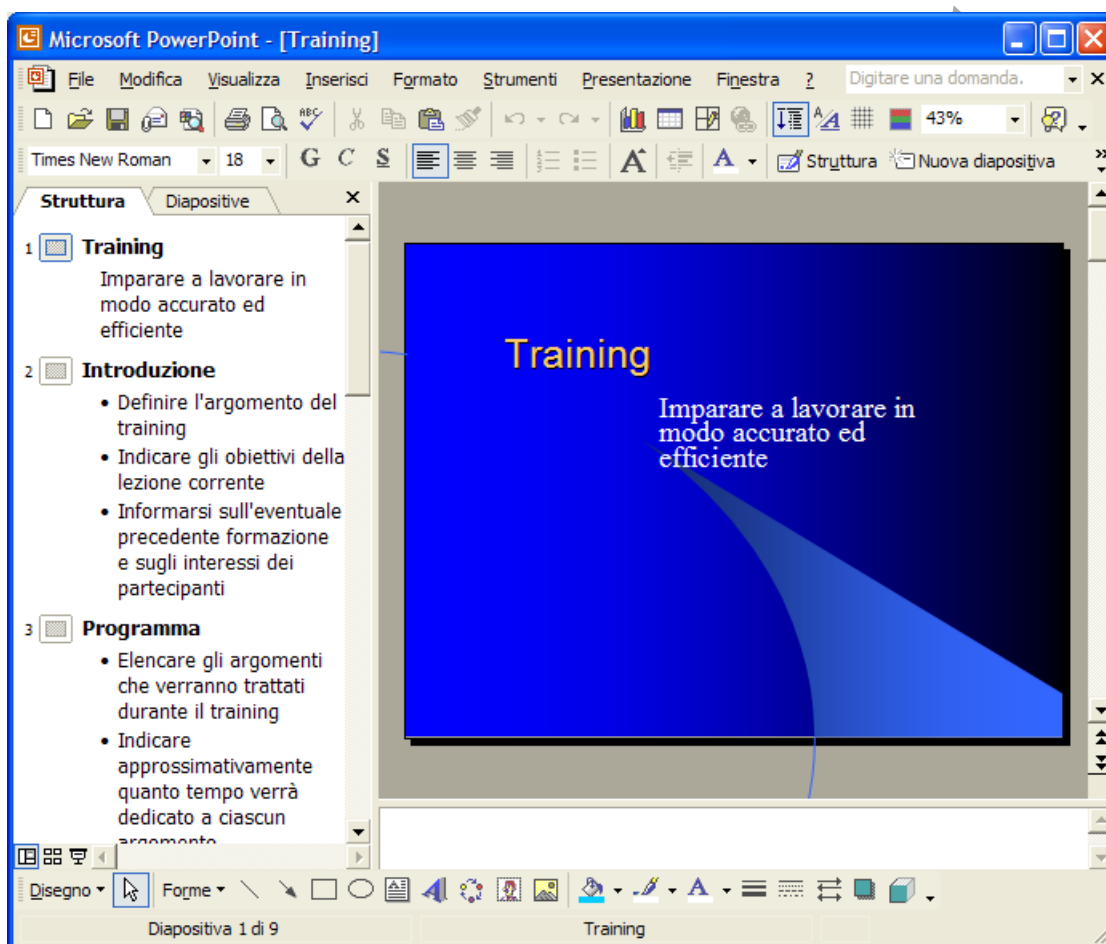 Microsoft PowerPoint - [Training]
File Modifica Visualizza Inserisci Formato Strumenti Presentazione Finestra ? Digitare una domanda.
ABC 43%
Times New Roman 18 G C S A A Struttura Nuova diapositiva
Struttura Diapositive
1 Training
Imparare a lavorare in
modo accurato ed
efficiente
2 Introduzione
• Definire l'argomento del
training
• Indicare gli obiettivi della
lezione corrente
• Informarsi sull'eventuale
precedente formazione
e sugli interessi dei
partecipanti
3 Programma
• Elencare gli argomenti
che verranno trattati
durante il training
• Indicare
approssimativamente
quanto tempo verrà
dedicato a ciascun
argomento
Training
Imparare a lavorare in
modo accurato ed
efficiente
Disegno Forme A A
Diapositiva 1 di 9 Training